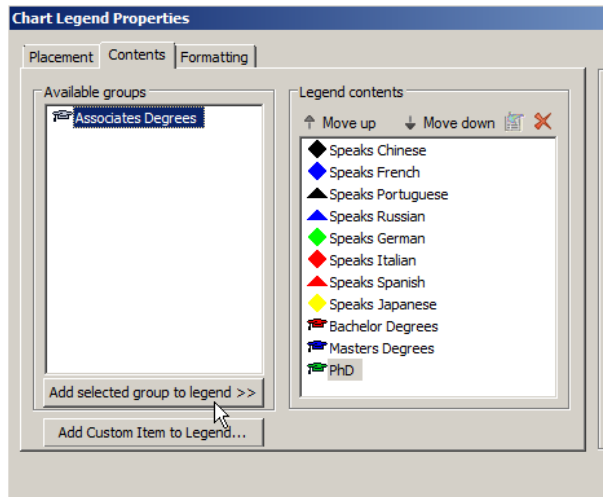 Chart Legend Properties
Placement Contents Formatting
Available groups
Associates Degrees
Add selected group to legend >>
Add Custom Item to Legend...
Legend contents
Move up Move down
Speaks Chinese
Speaks French
Speaks Portuguese
Speaks Russian
Speaks German
Speaks Italian
Speaks Spanish
Speaks Japanese
Bachelor Degrees
Masters Degrees
PhD